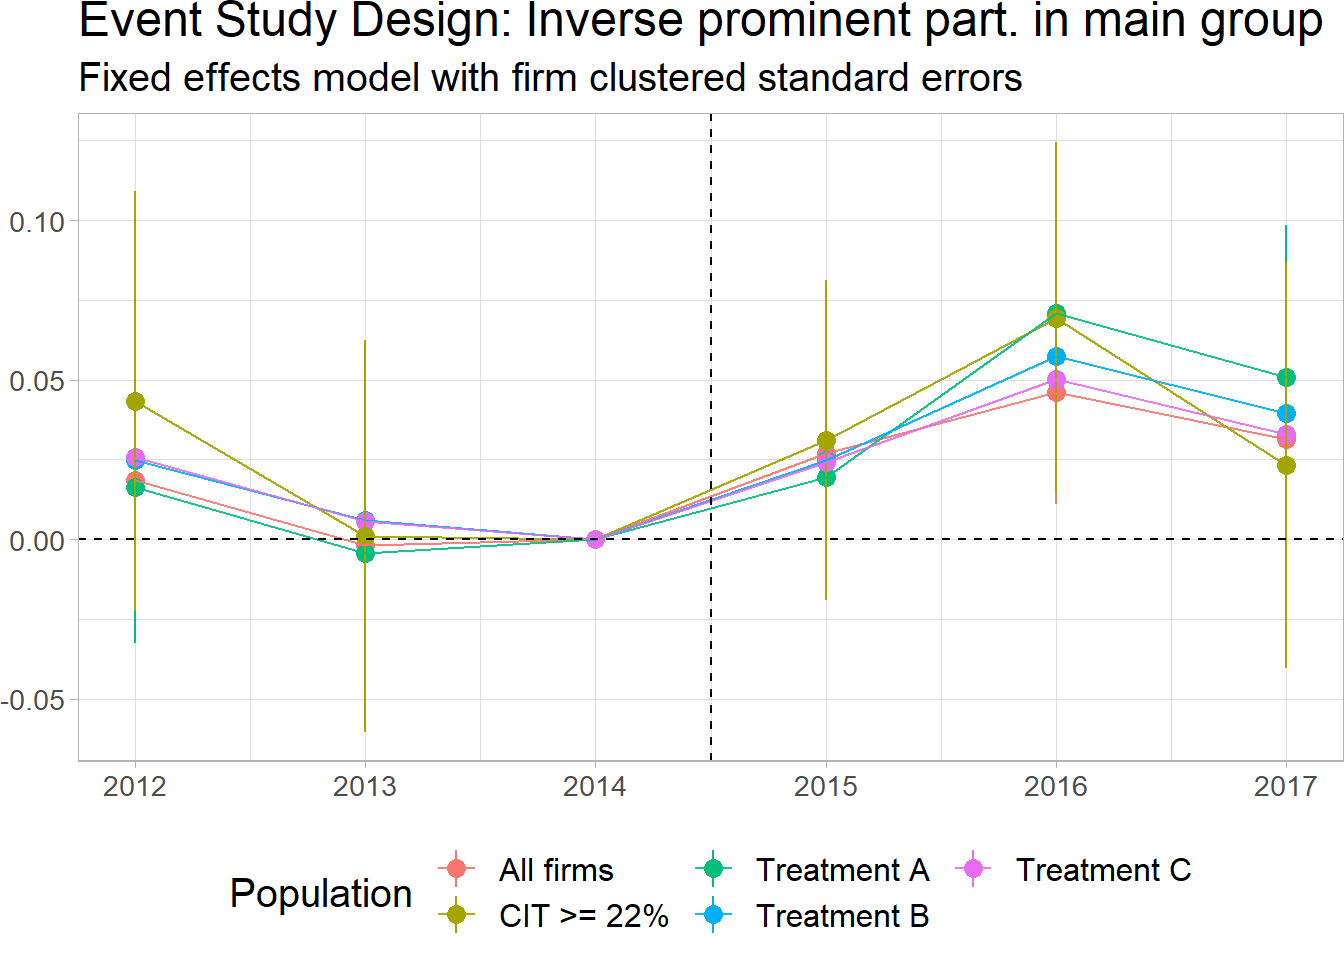 Event Study Design: Inverse prominent part. in main group
Fixed effects model with firm clustered standard errors
0.10
0.05
0.00
-0.05
2012 2013 2014 2015 2016 2017
Population
All firms
CIT >= 22%
Treatment A
Treatment B
Treatment C